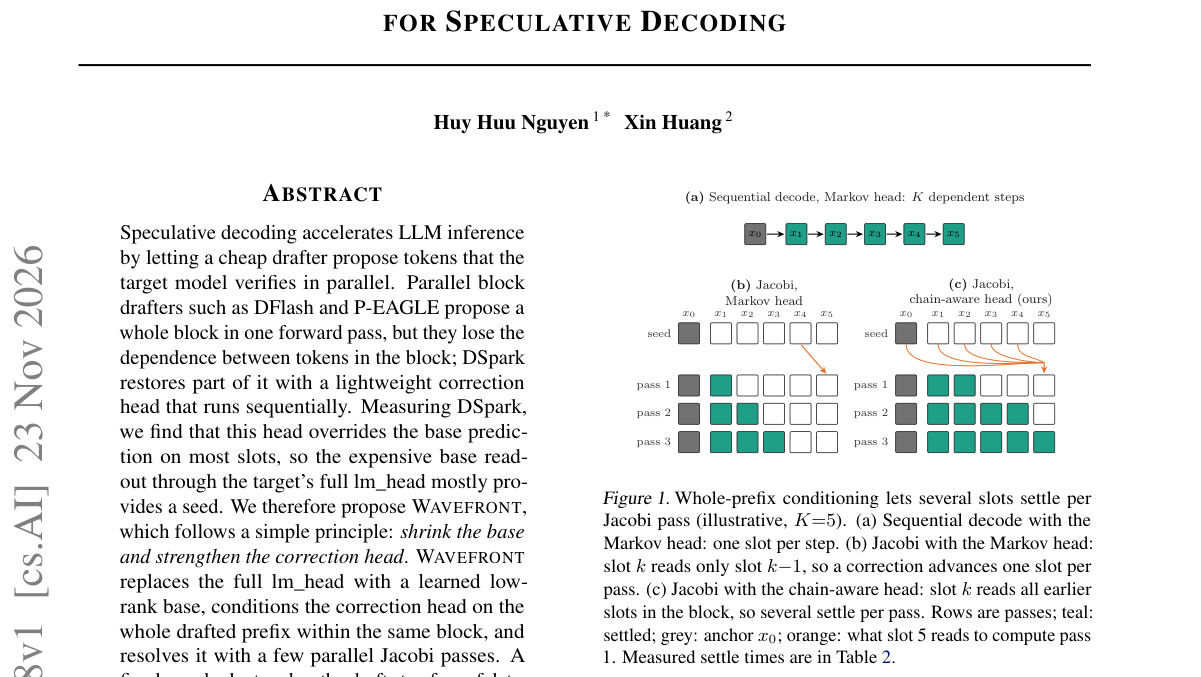 FOR SPECULATIVE DECODING
Huy Huu Nguyen 1 * Xin Huang 2
8v1 [cs.AI] 23 Nov 2026
ABSTRACT
Speculative decoding accelerates LLM inference
by letting a cheap drafter propose tokens that the
target model verifies in parallel. Parallel block
drafters such as DFlash and P-EAGLE propose a
whole block in one forward pass, but they lose the
dependence between tokens in the block; DSpark
restores part of it with a lightweight correction
head that runs sequentially. Measuring DSpark,
we find that this head overrides the base predic-
tion on most slots, so the expensive base read-
out through the target's full lm_head mostly pro-
vides a seed. We therefore propose WAVEFRONT,
which follows a simple principle: shrink the base
and strengthen the correction head. WAVEFRONT
replaces the full lm_head with a learned low-
rank base, conditions the correction head on the
whole drafted prefix within the same block, and
resolves it with a few parallel Jacobi passes. A
(a) Sequential decode, Markov head: K dependent steps
x0 x1 x2 x3 x4 x5
(b) Jacobi,
Markov head
x0 x1 x2 x3 x4 x5
seed
pass 1
pass 2
pass 3
(c) Jacobi,
chain-aware head (ours)
x0 x1 x2 x3 x4 x5
seed
pass 1
pass 2
pass 3
Figure 1. Whole-prefix conditioning lets several slots settle per
Jacobi pass (illustrative, K=5). (a) Sequential decode with the
Markov head: one slot per step. (b) Jacobi with the Markov head:
slot k reads only slot k−1, so a correction advances one slot per
pass. (c) Jacobi with the chain-aware head: slot k reads all earlier
slots in the block, so several settle per pass. Rows are passes; teal:
settled; grey: anchor x0; orange: what slot 5 reads to compute pass
1. Measured settle times are in Table 2.